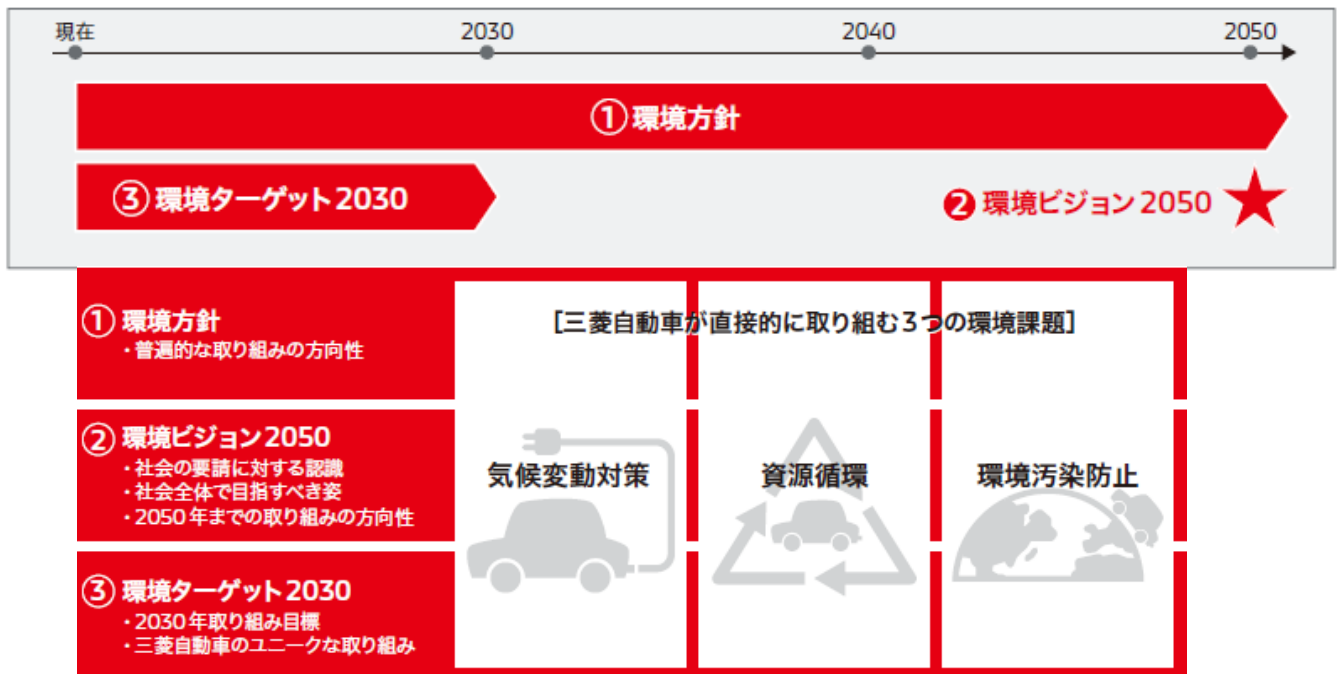 現在 2030 2040 2050
①環境方針
③環境ターゲット2030
❷環境ビジョン2050
①環境方針
・普遍的な取り組みの方向性
[三菱自動車が直接的に取り組む3つの環境課題]
②環境ビジョン2050
・社会の要請に対する認識
・社会全体で目指すべき姿
・2050年までの取り組みの方向性
気候変動対策
資源循環
環境汚染防止
③環境ターゲット2030
・2030年取り組み目標
・三菱自動車のユニークな取り組み